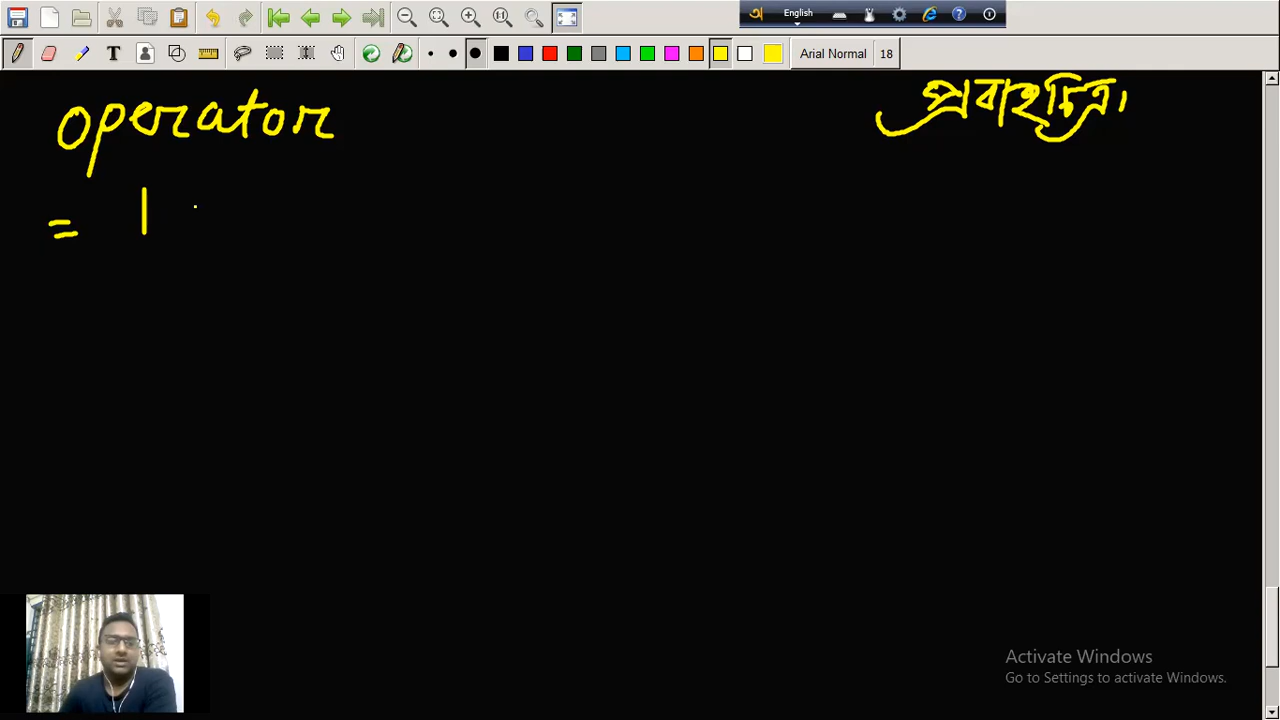 English
T
Arial Normal 18
operator
প্রবাহচিত্র।
= |
Activate Windows
Go to Settings to activate Windows.